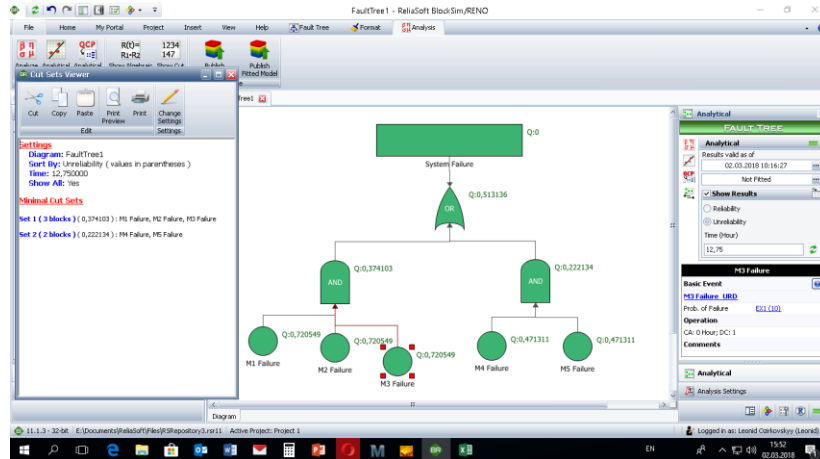 FaultTree1 - ReliaSoft BlockSim/RENO
File Home My Portal Project Insert View Help Fault Tree Format Analysis
β η
σ μ
QCP
R(t)=
R1·R2
1234
147
Analytical Analytical Show Algebraic Show Cut Publish
Publish
Fitted Model
Cut Sets Viewer
Cut Copy Paste Print
Preview Print Change
Settings
Edit Settings
Settings
Diagram: FaultTree1
Sort By: Unreliability ( values in parentheses )
Time: 12,750000
Show All: Yes
Minimal Cut Sets
Set 1 ( 3 blocks ) ( 0,374103 ) : M1 Failure, M2 Failure, M3 Failure
Set 2 ( 2 blocks ) ( 0,222134 ) : M4 Failure, M5 Failure
Tree1
Q:0
System Failure
Q:0,513136
OR
Q:0,374103
AND
Q:0,222134
AND
Q:0,720549
M1 Failure
Q:0,720549
M2 Failure
Q:0,720549
M3 Failure
Q:0,471311
M4 Failure
Q:0,471311
M5 Failure
Diagram
Analytical
FAULT TREE
Analytical
Results valid as of
02.03.2018 10:16:27
QCP
Not Fitted
Show Results
Reliability
Unreliability
Time (Hour)
12,75
M3 Failure
Basic Event
M3 Failure_URD
Prob. of Failure EX1 (10)
Operation
CA: 0 Hour; DC: 1
Comments
Analytical
Analysis Settings
11.1.3 - 32-bit E:\Documents\ReliaSoft\Files\RSRepository3.rsr11 Active Project: Project 1
Logged in as: Leonid Ozirkovskyy (Leonid)
EN
15:52
02.03.2018